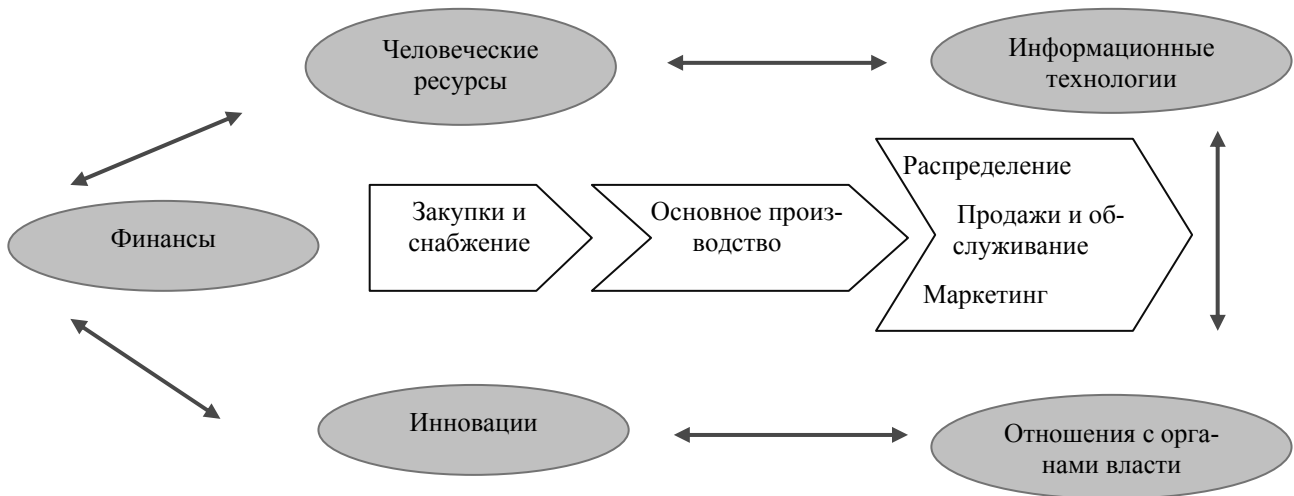 Человеческие
ресурсы
Информационные
технологии
Финансы
Закупки и
снабжение
Основное произ-
водство
Распределение
Продажи и об-
служивание
Маркетинг
Инновации
Отношения с орга-
нами власти